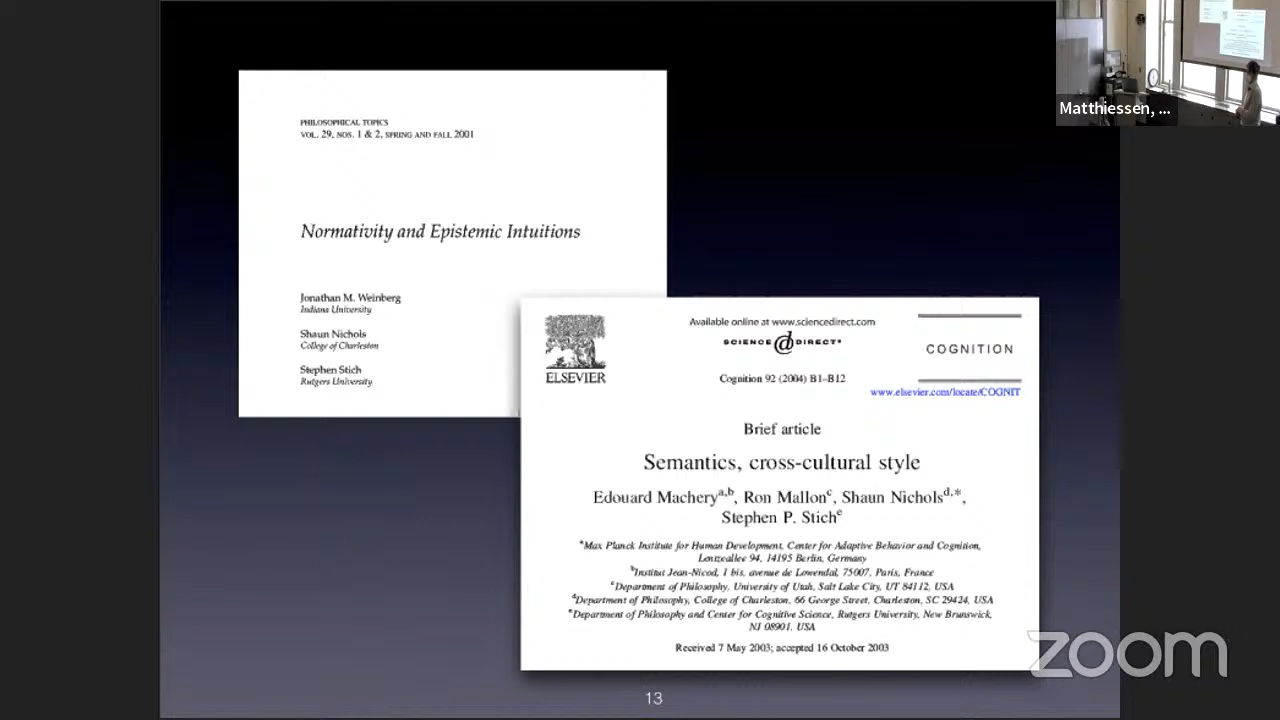 Matthiessen, ...
PHILOSOPHICAL TOPICS
VOL. 29, NOS. 1 & 2, SPRING AND FALL 2001
Normativity and Epistemic Intuitions
Jonathan M. Weinberg
Indiana University
Shaun Nichols
College of Charleston
Stephen Stich
Rutgers University
ELSEVIER
Available online at www.sciencedirect.com
SCIENCE @ DIRECT®
Cognition 92 (2004) B1–B12
COGNITION
www.elsevier.com/locate/COGNIT
Brief article
Semantics, cross-cultural style
Edouard Machery^a,b, Ron Mallon^c, Shaun Nichols^d,*,
Stephen P. Stich^e
^a Max Planck Institute for Human Development, Center for Adaptive Behavior and Cognition,
Lentzeallee 94, 14195 Berlin, Germany
^b Institut Jean-Nicod, 1 bis, avenue de Lowendal, 75007, Paris, France
^c Department of Philosophy, University of Utah, Salt Lake City, UT 84112, USA
^d Department of Philosophy, College of Charleston, 66 George Street, Charleston, SC 29424, USA
^e Department of Philosophy and Center for Cognitive Science, Rutgers University, New Brunswick,
NJ 08901, USA
Received 7 May 2003; accepted 16 October 2003
zoom
13